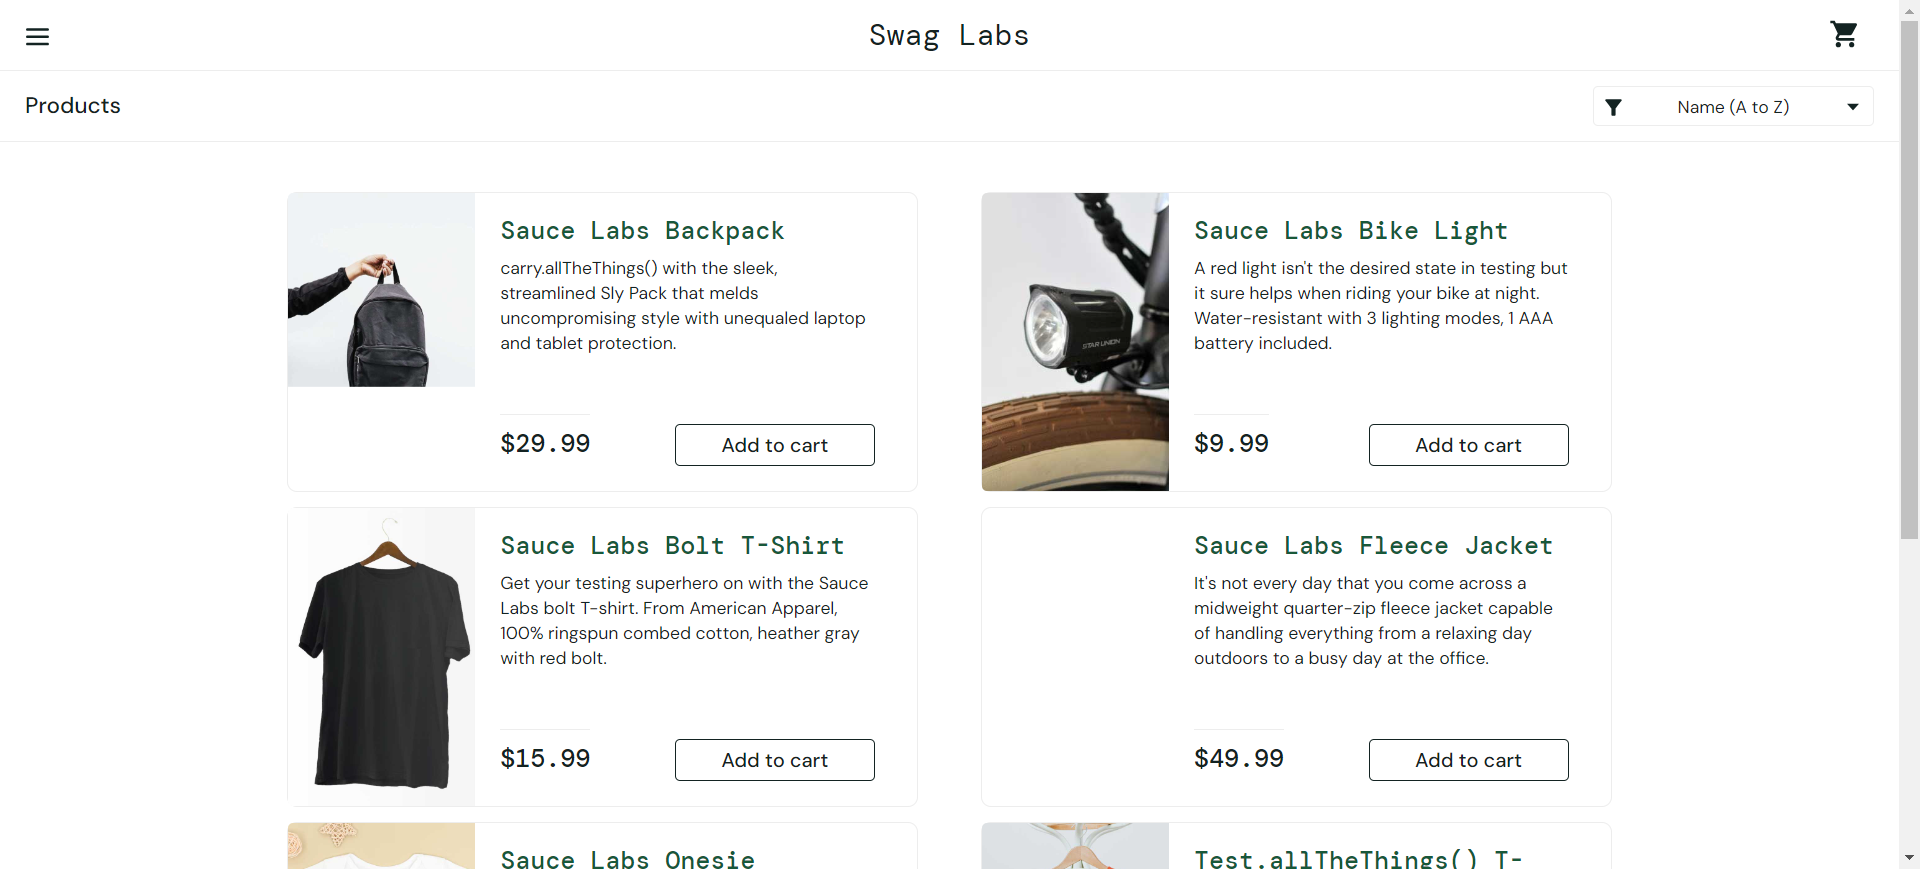 Swag Labs
Products
Name (A to Z)
Sauce Labs Backpack
carry.allTheThings() with the sleek,
streamlined Sly Pack that melds
uncompromising style with unequaled laptop
and tablet protection.
$29.99
Add to cart
Sauce Labs Bike Light
A red light isn't the desired state in testing but
it sure helps when riding your bike at night.
Water-resistant with 3 lighting modes, 1 AAA
battery included.
STAR UNION
$9.99
Add to cart
Sauce Labs Bolt T-Shirt
Get your testing superhero on with the Sauce
Labs bolt T-shirt. From American Apparel,
100% ringspun combed cotton, heather gray
with red bolt.
$15.99
Add to cart
Sauce Labs Fleece Jacket
It's not every day that you come across a
midweight quarter-zip fleece jacket capable
of handling everything from a relaxing day
outdoors to a busy day at the office.
$49.99
Add to cart
Sauce Labs Onesie
Test.allTheThings() T-